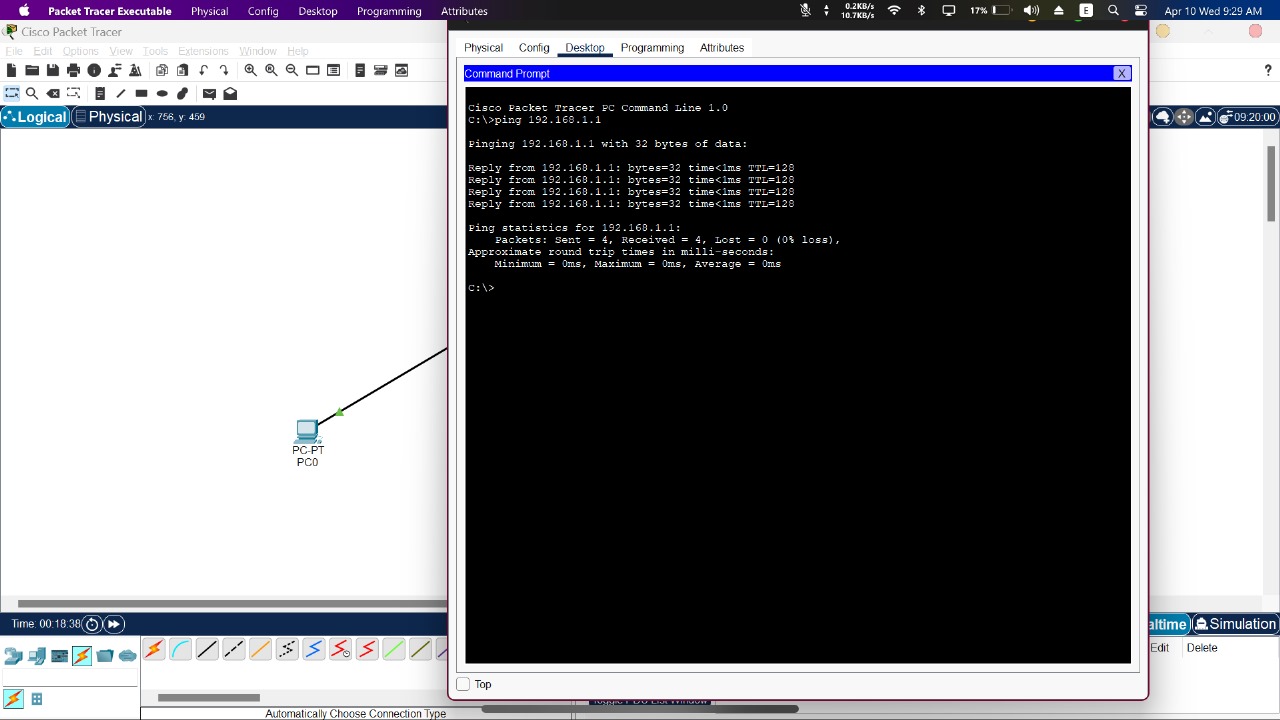 Packet Tracer Executable Physical Config Desktop Programming Attributes
0.2KB/s
10.7KB/s
17%
E
Apr 10 Wed 9:29 AM
Cisco Packet Tracer
File Edit Options View Tools Extensions Window Help
?
Logical
Physical
x: 756, y: 459
09:20:00
Physical Config Desktop Programming Attributes
Command Prompt
X
Cisco Packet Tracer PC Command Line 1.0
C:\>ping 192.168.1.1
Pinging 192.168.1.1 with 32 bytes of data:
Reply from 192.168.1.1: bytes=32 time<1ms TTL=128
Reply from 192.168.1.1: bytes=32 time<1ms TTL=128
Reply from 192.168.1.1: bytes=32 time<1ms TTL=128
Reply from 192.168.1.1: bytes=32 time<1ms TTL=128
Ping statistics for 192.168.1.1:
Packets: Sent = 4, Received = 4, Lost = 0 (0% loss),
Approximate round trip times in milli-seconds:
Minimum = 0ms, Maximum = 0ms, Average = 0ms
C:\>
PC-PT
PC0
Time: 00:18:38
altime
Simulation
Edit Delete
Top
Automatically Choose Connection Type